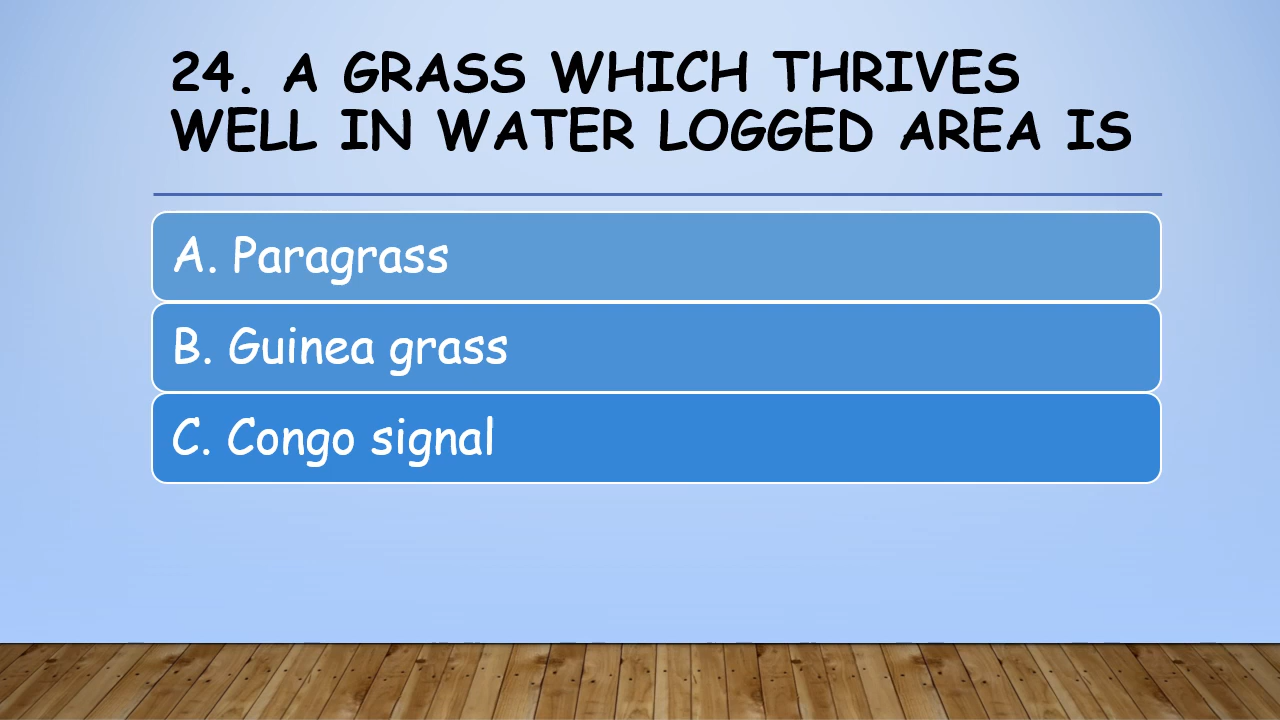 24. A GRASS WHICH THRIVES
WELL IN WATER LOGGED AREA IS
A. Paragrass
B. Guinea grass
C. Congo signal